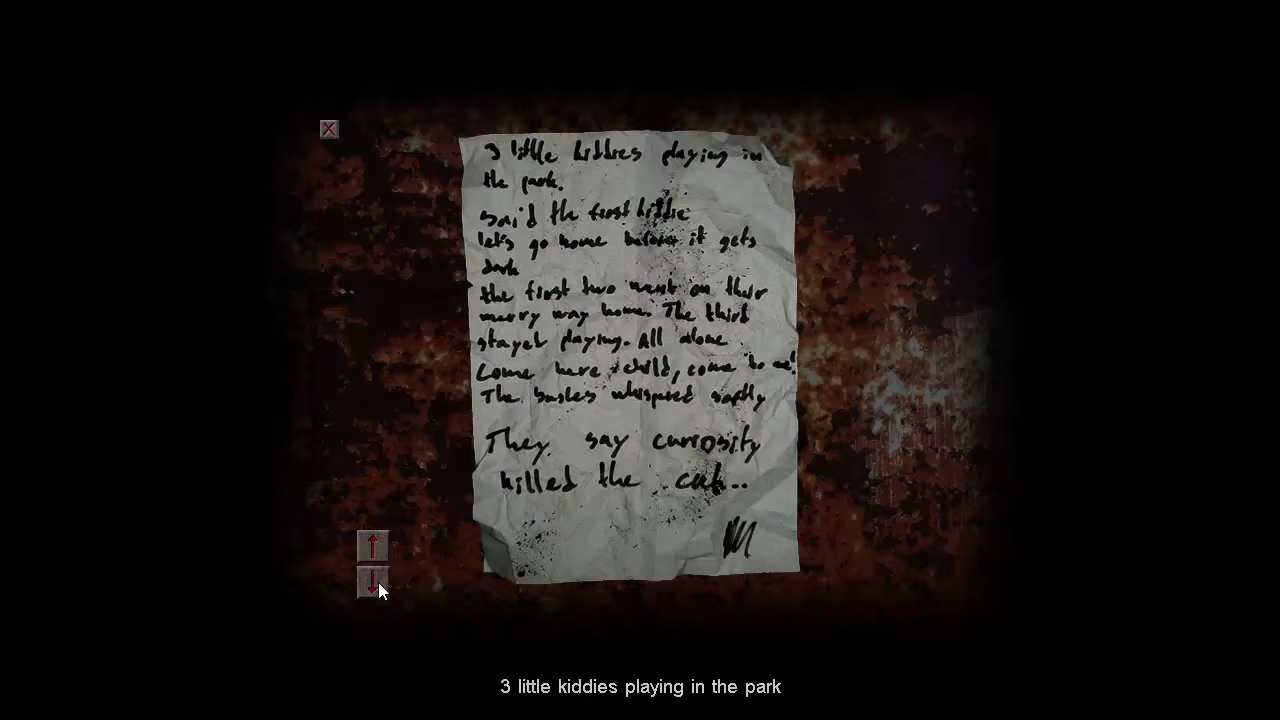 3 little kiddies playing in
the park.
Said the first kiddie
let's go home before it gets
dark
the first two went on their
merry way home. The third
stayed playing. All alone
Come here child, come to me!
The bushes whispered softly
They say curiosity
killed the cat..
3 little kiddies playing in the park